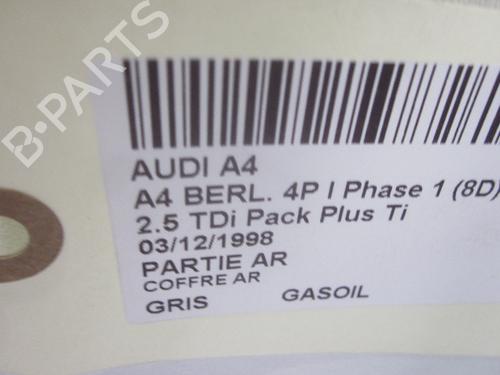 B-PARTS
AUDI A4
A4 BERL. 4P I Phase 1 (8D)
2.5 TDi Pack Plus Ti
03/12/1998
PARTIE AR
COFFRE AR
GRIS GASOIL